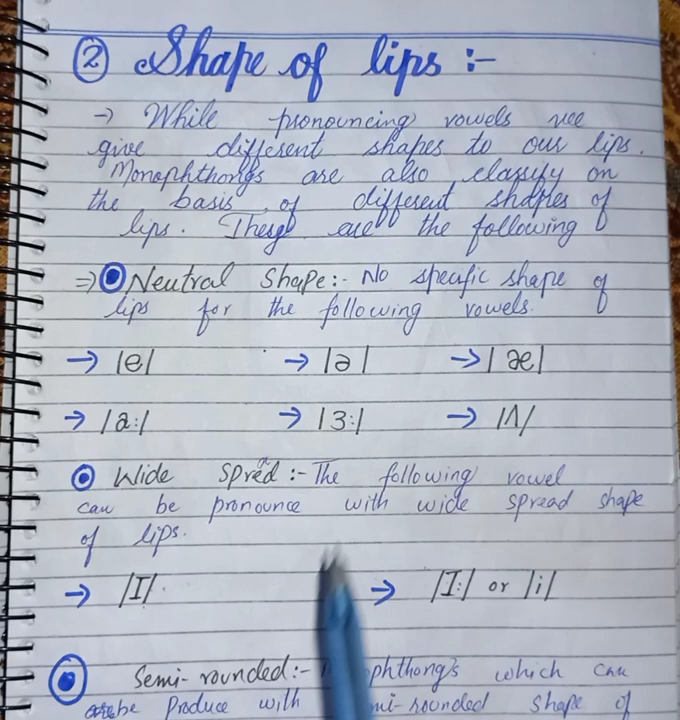 ② Shape of lips :-
→ While pronouncing vowels we
give different shapes to our lips.
Monophthongs are also classify on
the basis of different shapes of
lips. These are the following
⇒ Neutral Shape:- No specific shape of
lips for the following vowels.
→ /e/ → /ə/ → /æ/
→ /a:/ → /3:/ → /Λ/
Wide Spread :- The following vowel
can be pronounce with wide spread shape
of lips.
→ /I/. → /I:/ or /i/
Semi-rounded:- which can
be produce with shape of